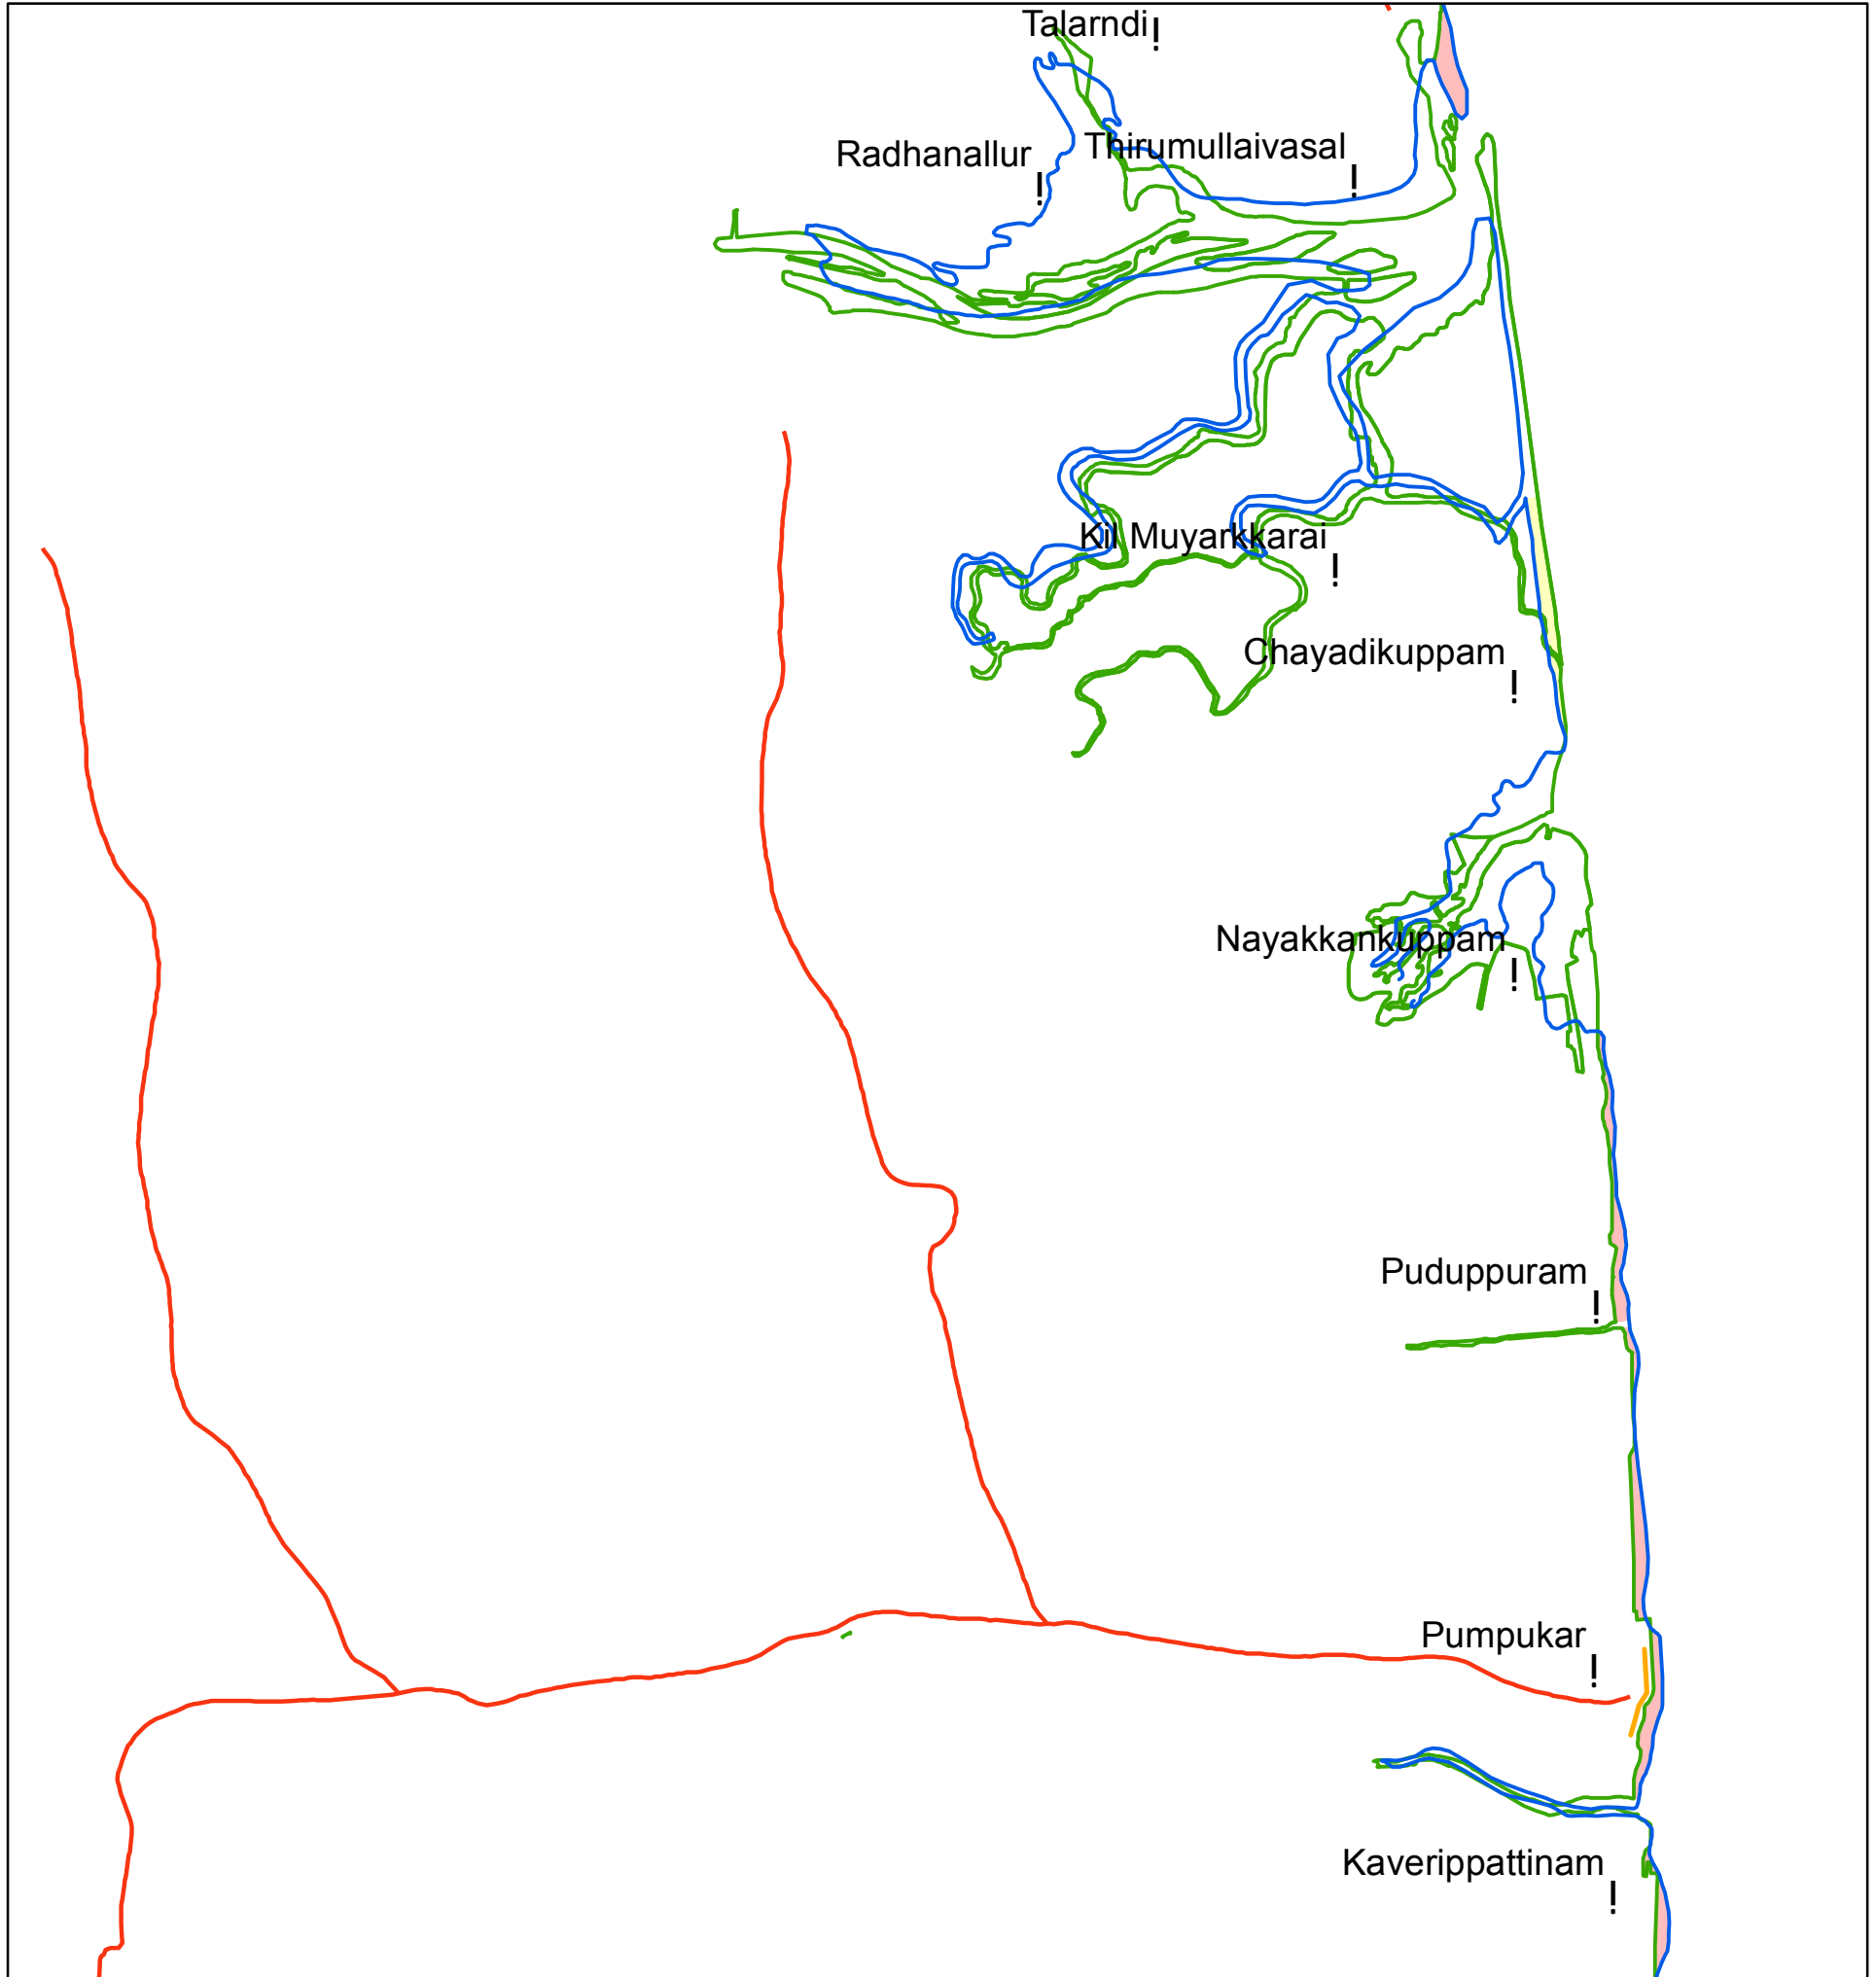 Talarndi
Radhanallur
Thirumullaivasal
Kil Muyarkkarai
Chayadikuppam
Nayakkankuppam
Puduppuram
Pumpukar
Kaverippattinam